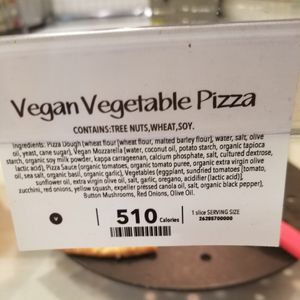 Vegan Vegetable Pizza
CONTAINS:TREE NUTS,WHEAT,SOY.
Ingredients: Pizza Dough (wheat flour [wheat flour, malted barley flour], water, salt, olive
oil, yeast, cane sugar), Vegan Mozzarella (water, coconut oil, potato starch, organic tapioca
starch, organic soy milk powder, kappa carrageenan, calcium phosphate, salt, cultured dextrose,
lactic acid), Pizza Sauce (organic tomatoes, organic tomato puree, organic extra virgin olive
oil, sea salt, organic basil, organic garlic), Vegetables (eggplant, sundried tomatoes [tomato,
sunflower oil, extra virgin olive oil, salt, garlic, oregano, acidifier (lactic acid)],
zucchini, red onions, yellow squash, expeller pressed canola oil, salt, organic black pepper),
Button Mushrooms, Red Onions, Olive Oil.
V
510 Calories
1 slice SERVING SIZE
26285700000